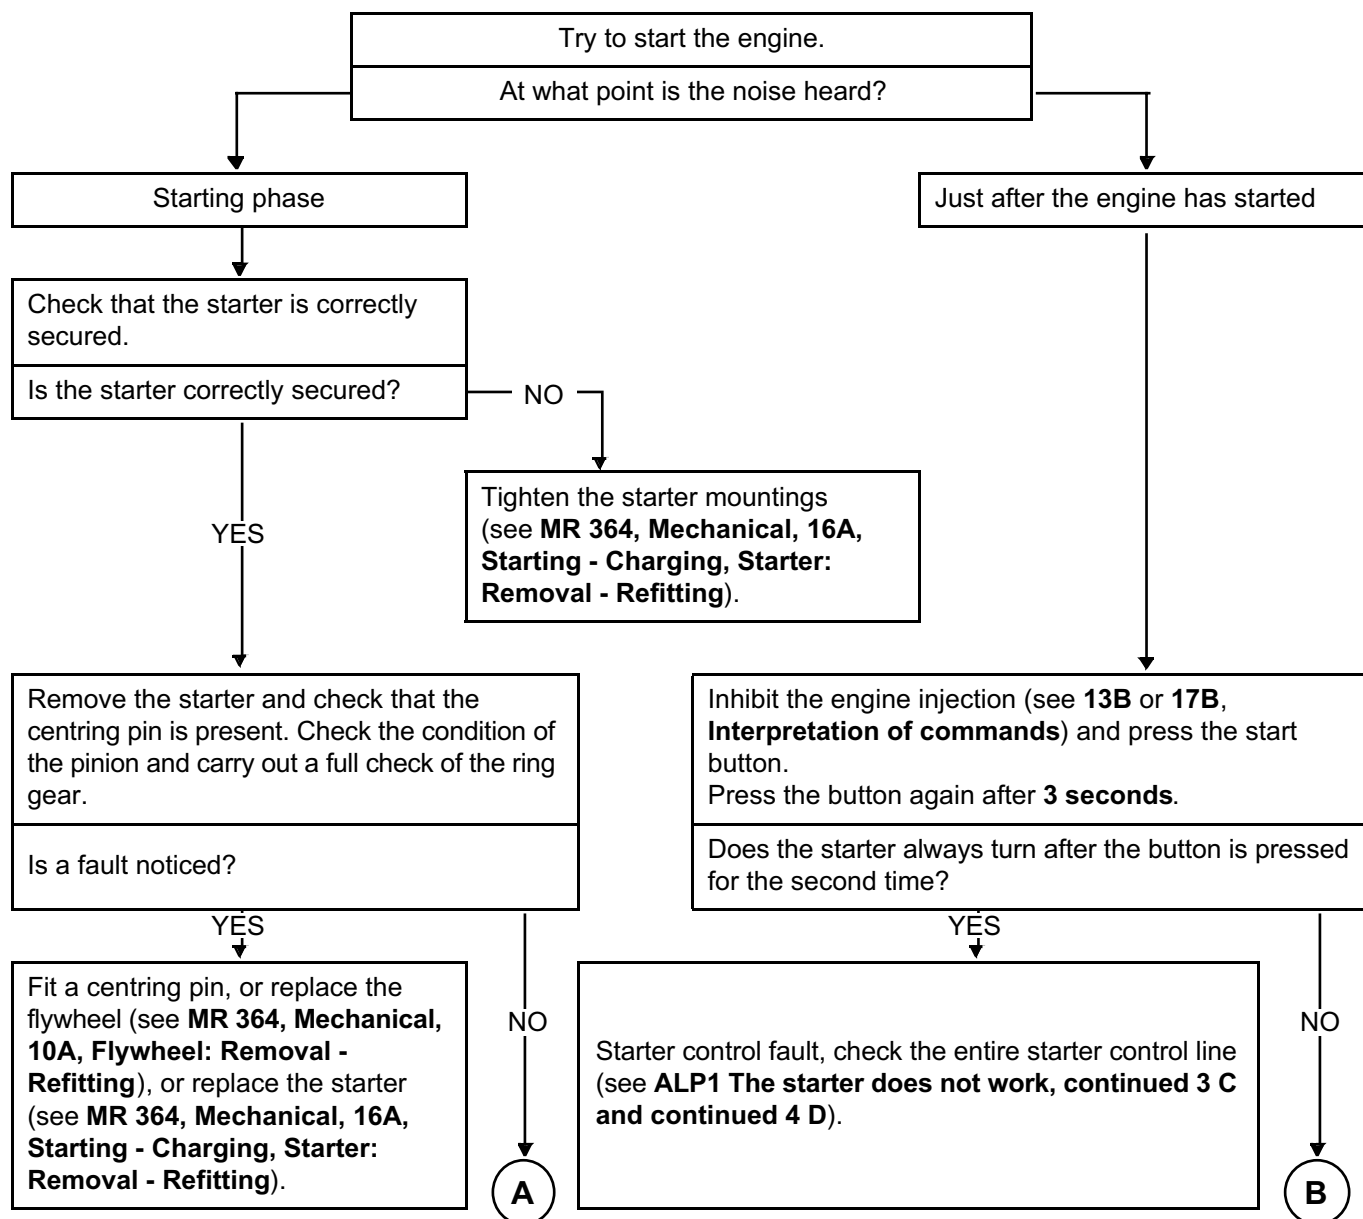 Try to start the engine.
At what point is the noise heard?
Starting phase
Just after the engine has started
Check that the starter is correctly
secured.
Is the starter correctly secured?
NO
YES
Tighten the starter mountings
(see MR 364, Mechanical, 16A,
Starting - Charging, Starter:
Removal - Refitting).
Remove the starter and check that the
centring pin is present. Check the condition of
the pinion and carry out a full check of the ring
gear.
Is a fault noticed?
Inhibit the engine injection (see 13B or 17B,
Interpretation of commands) and press the start
button.
Press the button again after 3 seconds.
Does the starter always turn after the button is pressed
for the second time?
YES
YES
Fit a centring pin, or replace the
flywheel (see MR 364, Mechanical,
10A, Flywheel: Removal -
Refitting), or replace the starter
(see MR 364, Mechanical, 16A,
Starting - Charging, Starter:
Removal - Refitting).
NO
A
Starter control fault, check the entire starter control line
(see ALP1 The starter does not work, continued 3 C
and continued 4 D).
NO
B